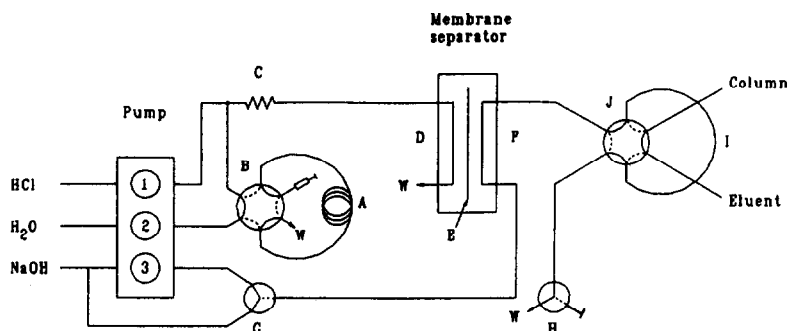 Membrane
separator
Pump
C
J
Column
B
D
F
I
HCl
1
A
W
Eluent
H₂O
2
W
E
NaOH
3
W
G
H